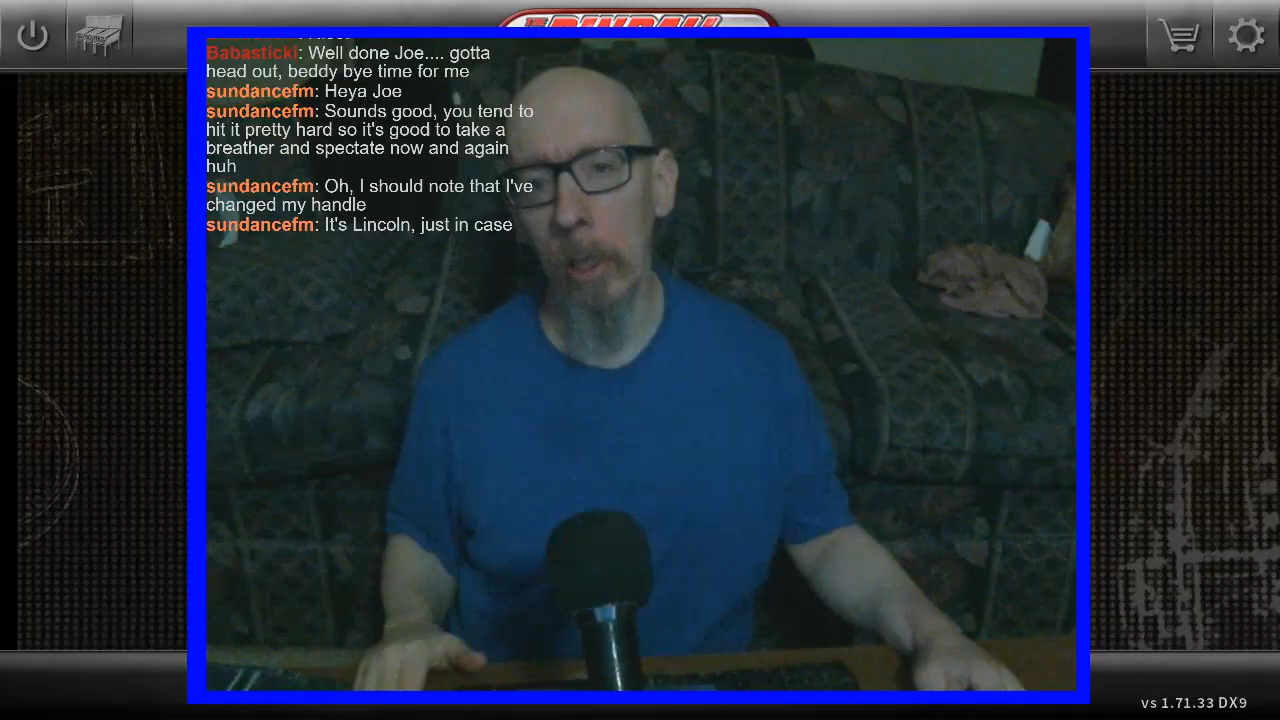 THE PINBALL
Babasticki: Well done Joe.... gotta
head out, beddy bye time for me
sundancefm: Heya Joe
sundancefm: Sounds good, you tend to
hit it pretty hard so it's good to take a
breather and spectate now and again
huh
sundancefm: Oh, I should note that I've
changed my handle
sundancefm: It's Lincoln, just in case
vs 1.71.33 DX9